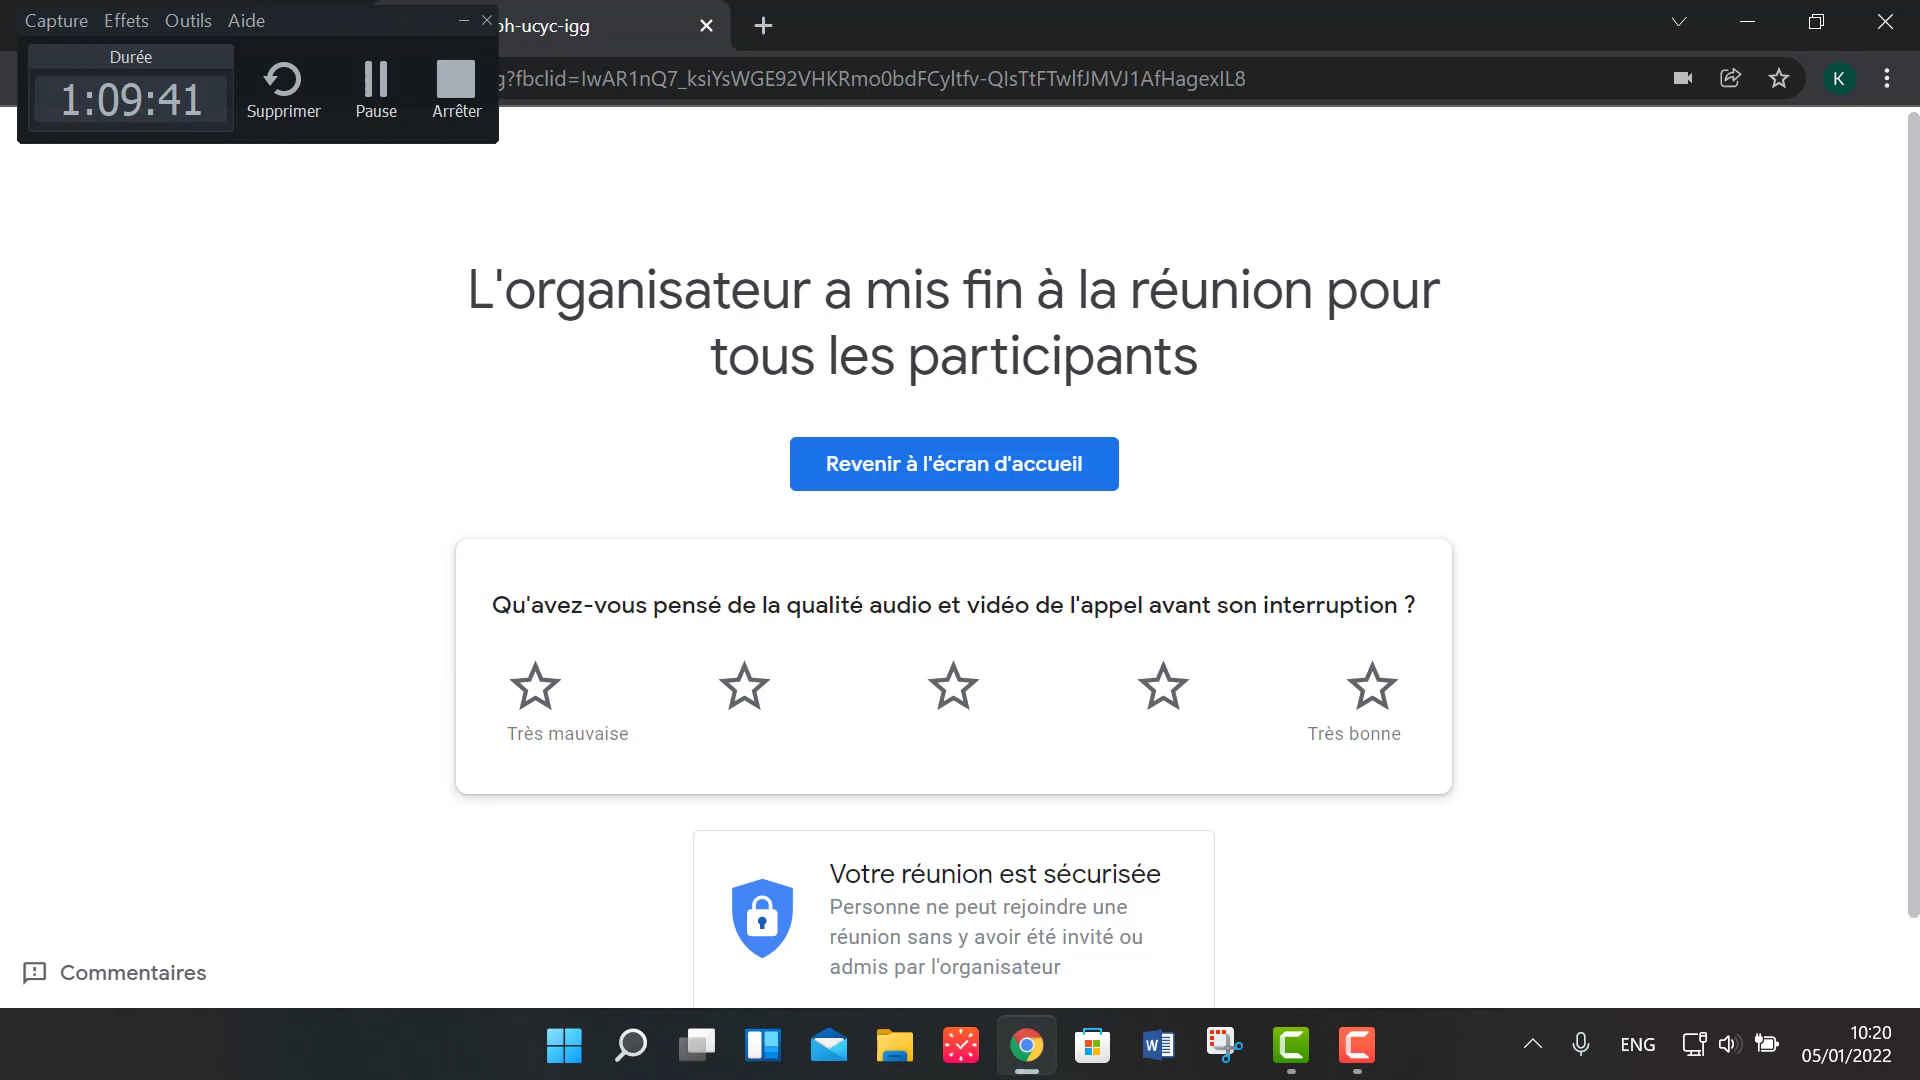 Capture Effets Outils Aide
Durée
1:09:41
Supprimer
Pause
Arrêter
ph-ucyc-igg
g?fbclid=IwAR1nQ7_ksiYsWGE92VHKRmo0bdFCyltfv-QIsTtFTwlfJMVJ1AfHagexIL8
K
L'organisateur a mis fin à la réunion pour
tous les participants
Revenir à l'écran d'accueil
Qu'avez-vous pensé de la qualité audio et vidéo de l'appel avant son interruption ?
Très mauvaise
Très bonne
Votre réunion est sécurisée
Personne ne peut rejoindre une
réunion sans y avoir été invité ou
admis par l'organisateur
Commentaires
W
ENG
10:20
05/01/2022